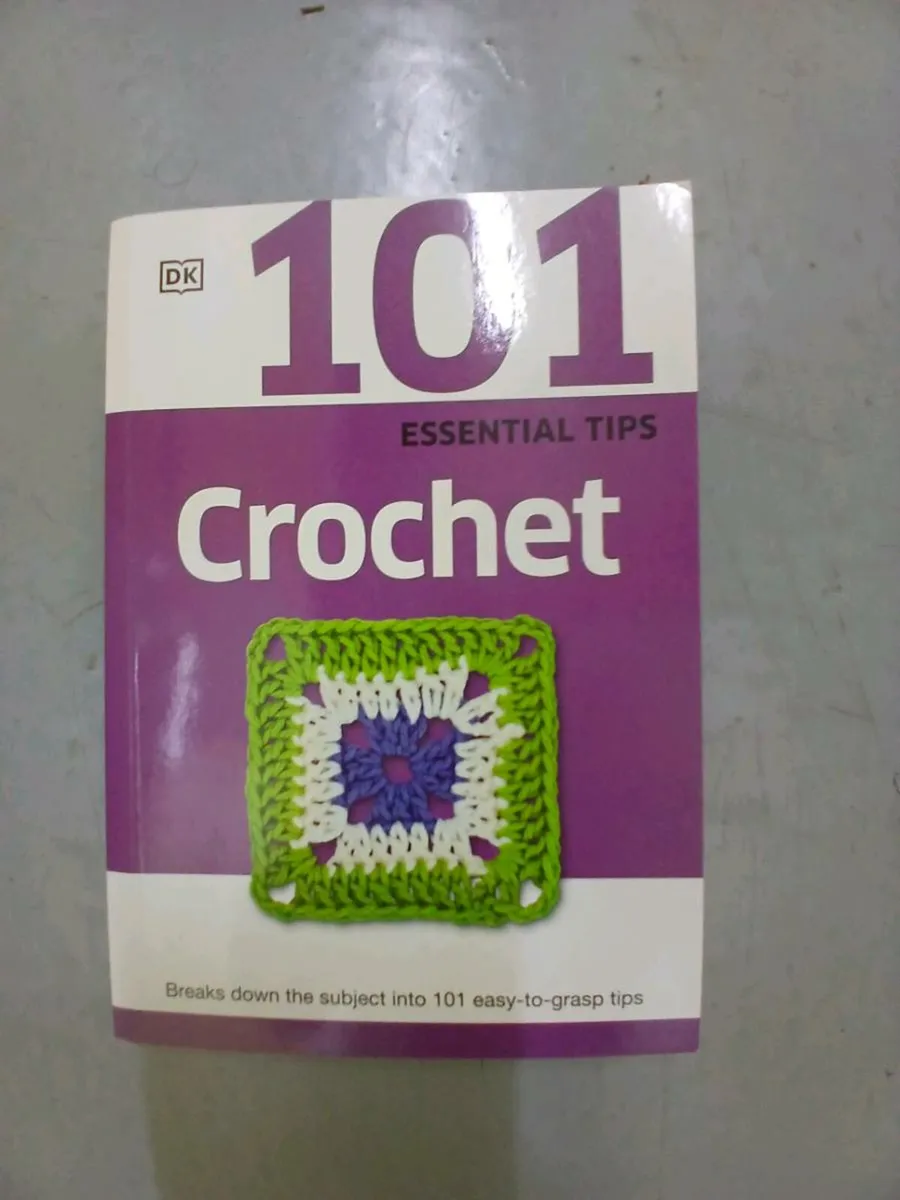 DK
101
ESSENTIAL TIPS
Crochet
Breaks down the subject into 101 easy-to-grasp tips